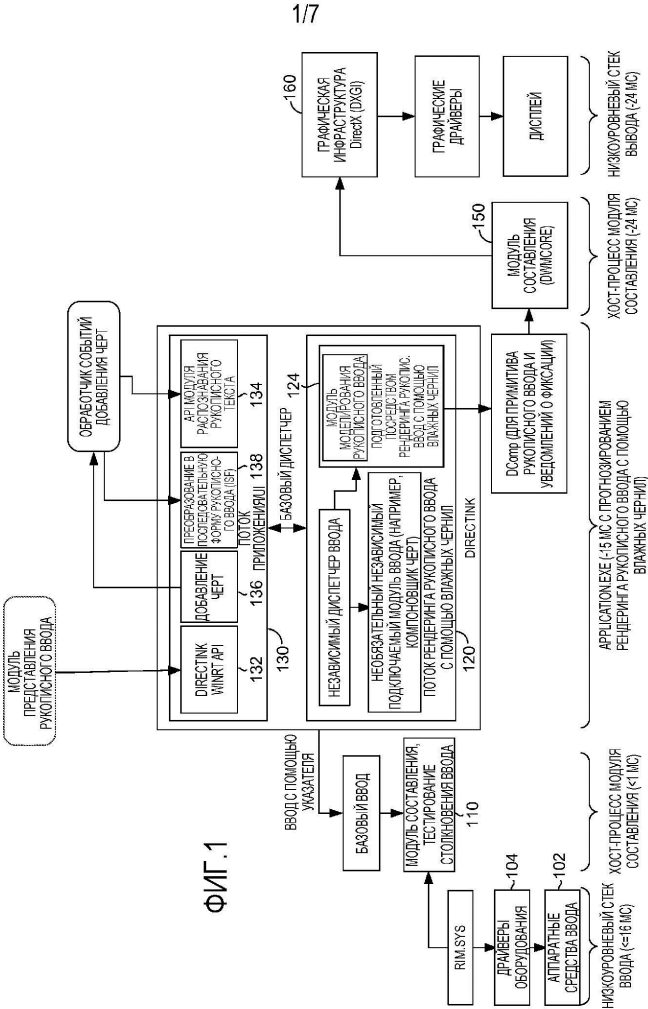 1/7
МОДУЛЬ
ПРЕДСТАВЛЕНИЯ
РУКОПИСНОГО ВВОДА
ОБРАБОТЧИК СОБЫТИЙ
ДОБАВЛЕНИЯ ЧЕРТ
DIRECTINK
WINRT API
132
ДОБАВЛЕНИЕ
ЧЕРТ
136
ПРЕОБРАЗОВАНИЕ В
ПОСЛЕДОВАТЕЛЬНУЮ
ФОРМУ РУКОПИСНО-
ГО ВВОДА (ISF)
138
API МОДУЛЯ
РАСПОЗНАВАНИЯ
РУКОПИСНОГО
ТЕКСТА
134
ПОТОК
ПРИЛОЖЕНИЯ/UI
130
БАЗОВЫЙ ДИСПЕТЧЕР
НЕЗАВИСИМЫЙ ДИСПЕТЧЕР ВВОДА
НЕОБЯЗАТЕЛЬНЫЙ НЕЗАВИСИМЫЙ
ПОДКЛЮЧАЕМЫЙ МОДУЛЬ ВВОДА (НАПРИМЕР,
КОМПОНОВЩИК ЧЕРТ)
ПОТОК РЕНДЕРИНГА РУКОПИСНОГО ВВОДА
С ПОМОЩЬЮ ВЛАЖНЫХ ЧЕРНИЛ
120
124
МОДУЛЬ
МОДЕЛИРОВАНИЯ
РУКОПИСНОГО ВВОДА
ПОДГОТОВЛЕННЫЙ
ПОСРЕДСТВОМ
РЕНДЕРИНГА РУКОПИС.
ВВОД С ПОМОЩЬЮ
ВЛАЖНЫХ ЧЕРНИЛ
DIRECTINK
ВВОД С ПОМОЩЬЮ
УКАЗАТЕЛЯ
БАЗОВЫЙ ВВОД
МОДУЛЬ СОСТАВЛЕНИЯ,
ТЕСТИРОВАНИЕ
СТОЛКНОВЕНИЯ ВВОДА
110
RIM.SYS
ДРАЙВЕРЫ
ОБОРУДОВАНИЯ
104
АППАРАТНЫЕ
СРЕДСТВА ВВОДА
102
DComp (ДЛЯ ПРИМИТИВА
РУКОПИСНОГО ВВОДА И
УВЕДОМЛЕНИЙ О ФИКСАЦИИ)
МОДУЛЬ
СОСТАВЛЕНИЯ
(DWMCORE)
150
160
ГРАФИЧЕСКАЯ
ИНФРАСТРУКТУРА
DirectX (DXGI)
ГРАФИЧЕСКИЕ
ДРАЙВЕРЫ
ДИСПЛЕЙ
НИЗКОУРОВНЕВЫЙ СТЕК
ВВОДА (<=16 МС)
ХОСТ-ПРОЦЕСС МОДУЛЯ
СОСТАВЛЕНИЯ (<1 МС)
APPLICATION.EXE (-15 МС С ПРОГНОЗИРОВАНИЕМ
РЕНДЕРИНГА РУКОПИСНОГО ВВОДА С ПОМОЩЬЮ
ВЛАЖНЫХ ЧЕРНИЛ)
ХОСТ-ПРОЦЕСС МОДУЛЯ
СОСТАВЛЕНИЯ (-24 МС)
НИЗКОУРОВНЕВЫЙ СТЕК
ВЫВОДА (-24 МС)
ФИГ.1